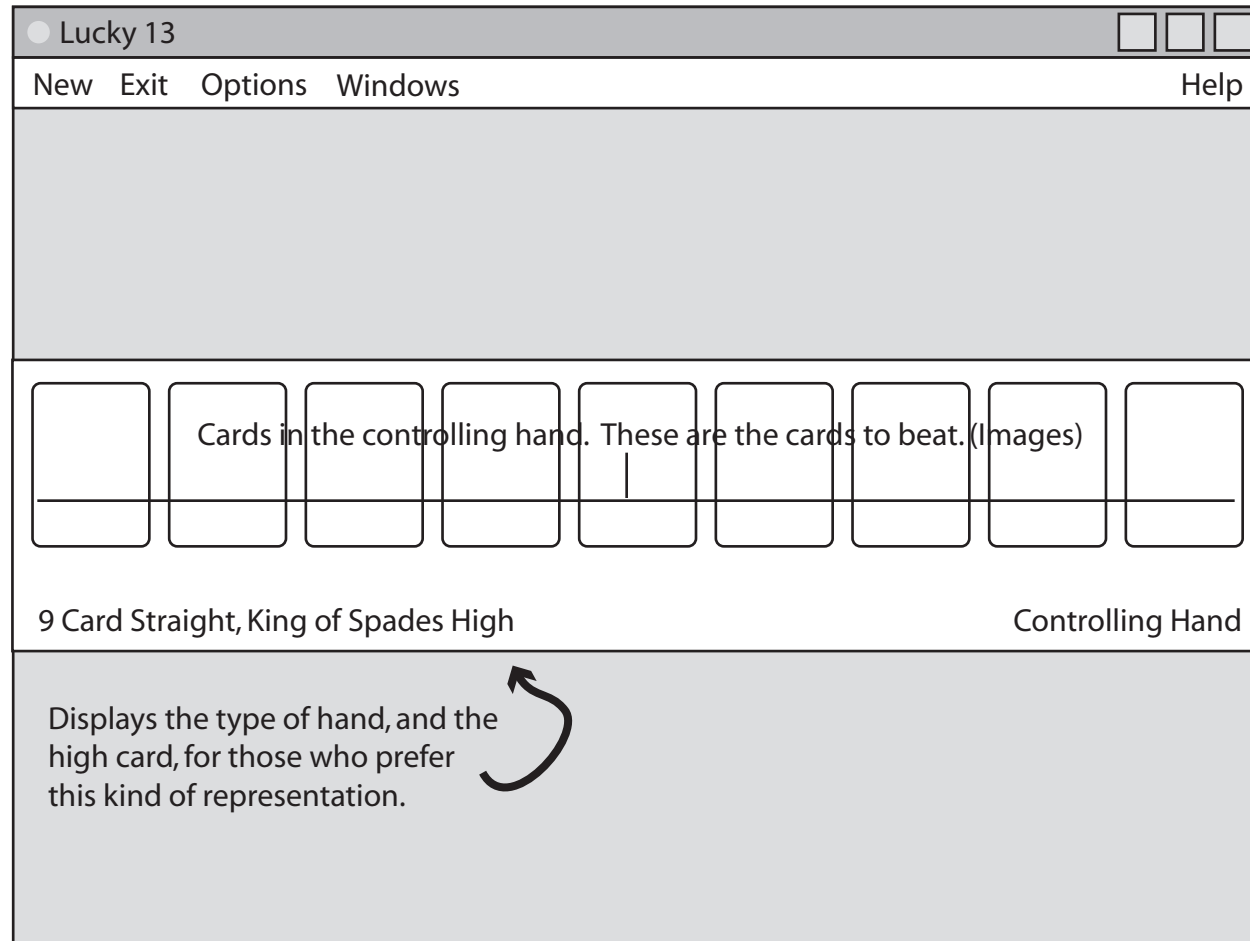 Lucky 13
New Exit Options Windows Help
Cards in the controlling hand. These are the cards to beat. (Images)
9 Card Straight, King of Spades High Controlling Hand
Displays the type of hand, and the
high card, for those who prefer
this kind of representation.